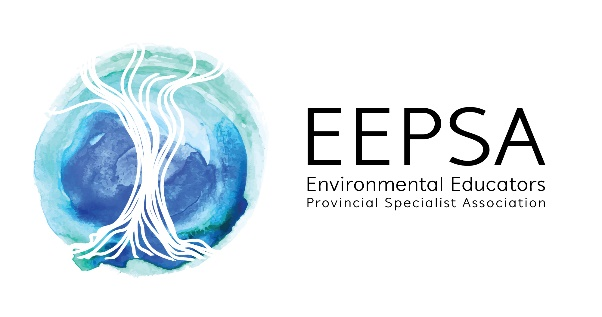 EEPSA
Environmental Educators
Provincial Specialist Association